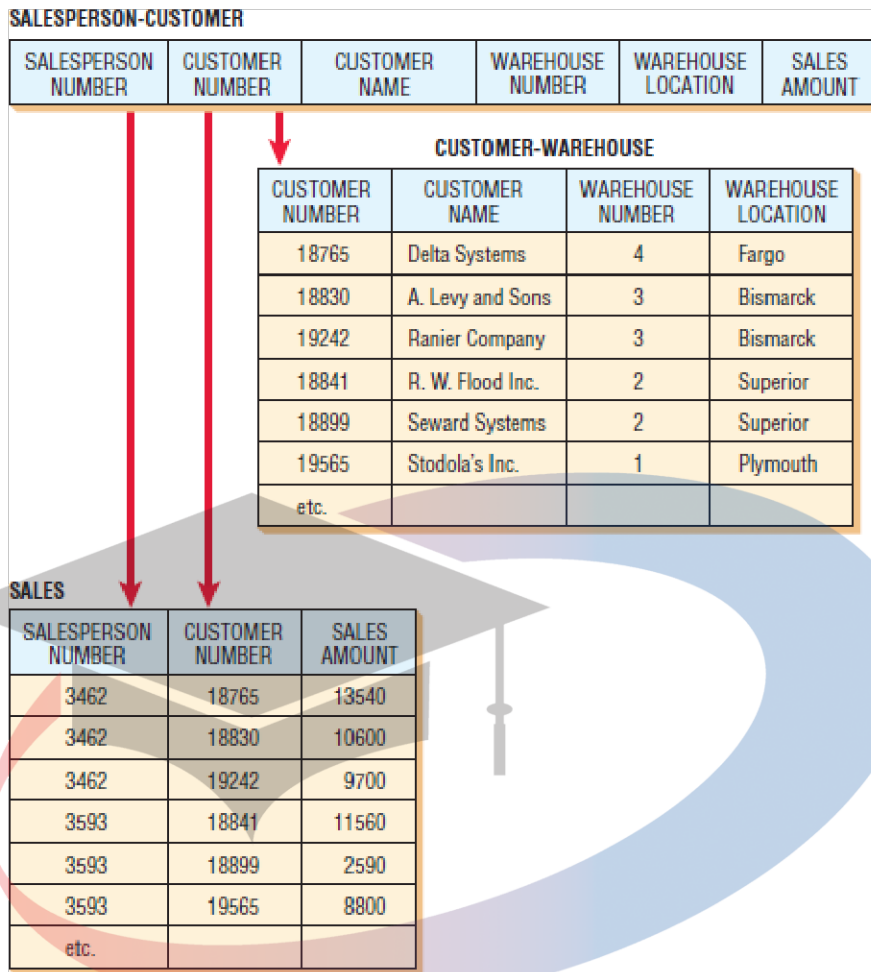 SALESPERSON-CUSTOMER
SALESPERSON NUMBER CUSTOMER NUMBER CUSTOMER NAME WAREHOUSE NUMBER WAREHOUSE LOCATION SALES AMOUNT
CUSTOMER-WAREHOUSE
CUSTOMER NUMBER CUSTOMER NAME WAREHOUSE NUMBER WAREHOUSE LOCATION
18765 Delta Systems 4 Fargo
18830 A. Levy and Sons 3 Bismarck
19242 Ranier Company 3 Bismarck
18841 R. W. Flood Inc. 2 Superior
18899 Seward Systems 2 Superior
19565 Stodola's Inc. 1 Plymouth
etc.
SALES
SALESPERSON NUMBER CUSTOMER NUMBER SALES AMOUNT
3462 18765 13540
3462 18830 10600
3462 19242 9700
3593 18841 11560
3593 18899 2590
3593 19565 8800
etc.